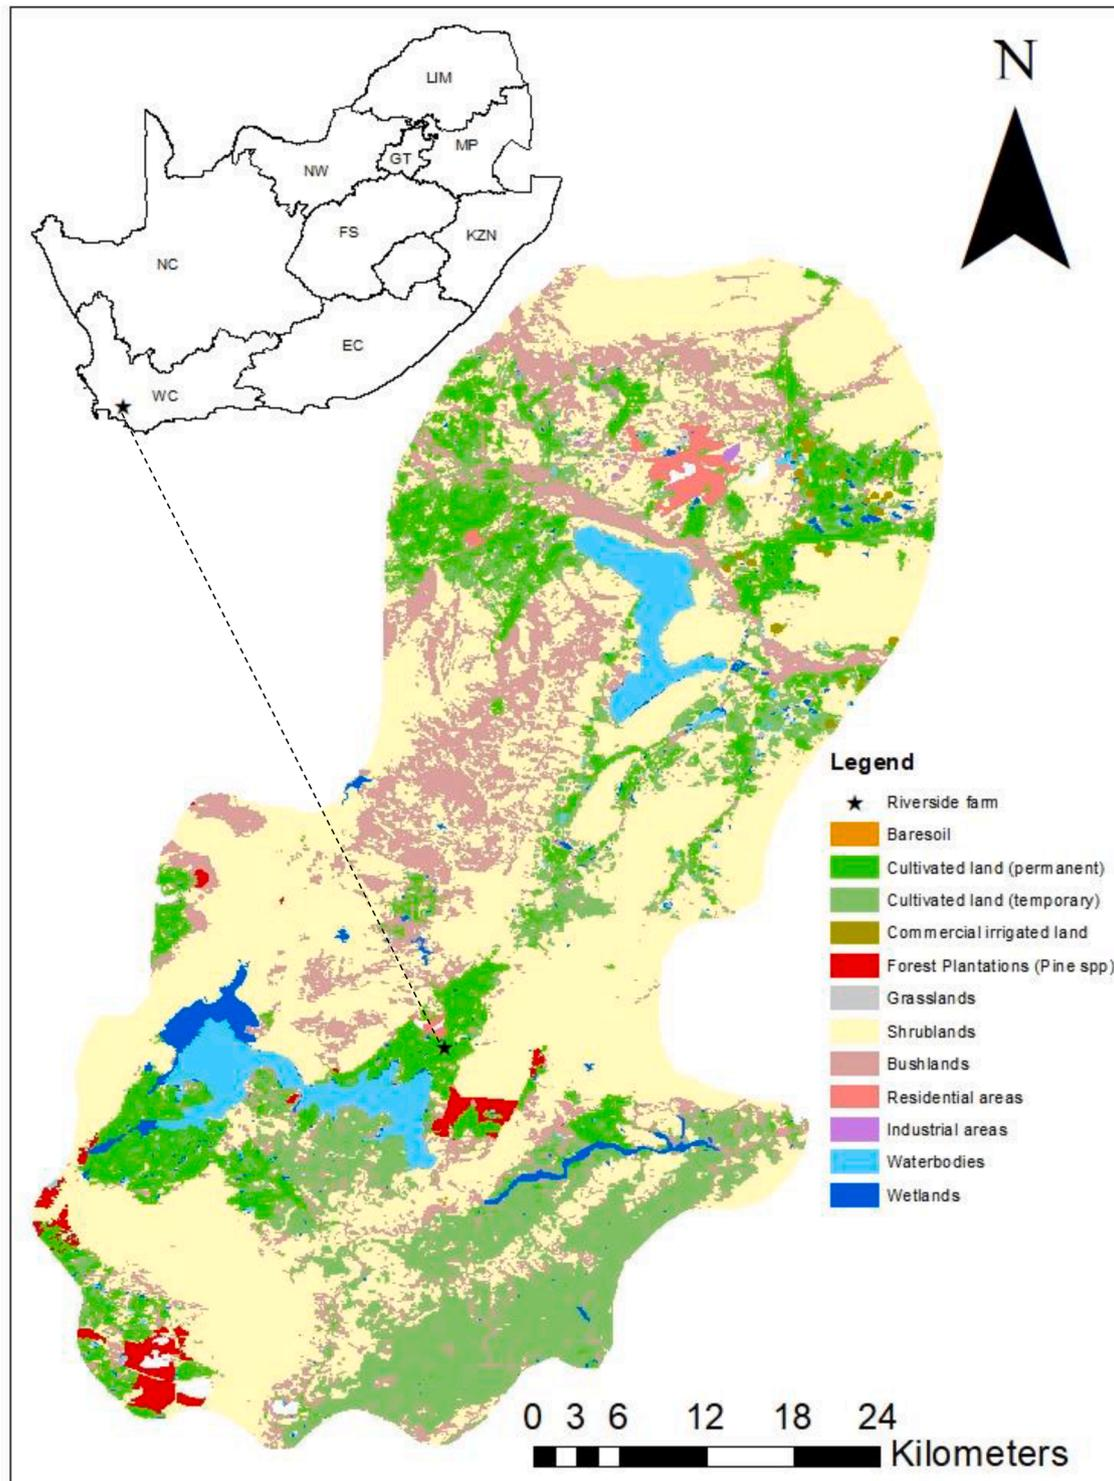 N
LIM
MP
GT
NW
FS
KZN
NC
EC
WC
Legend
Riverside farm
Baresoil
Cultivated land (permanent)
Cultivated land (temporary)
Commercial irrigated land
Forest Plantations (Pine spp)
Grasslands
Shrublands
Bushlands
Residential areas
Industrial areas
Waterbodies
Wetlands
0 3 6 12 18 24
Kilometers